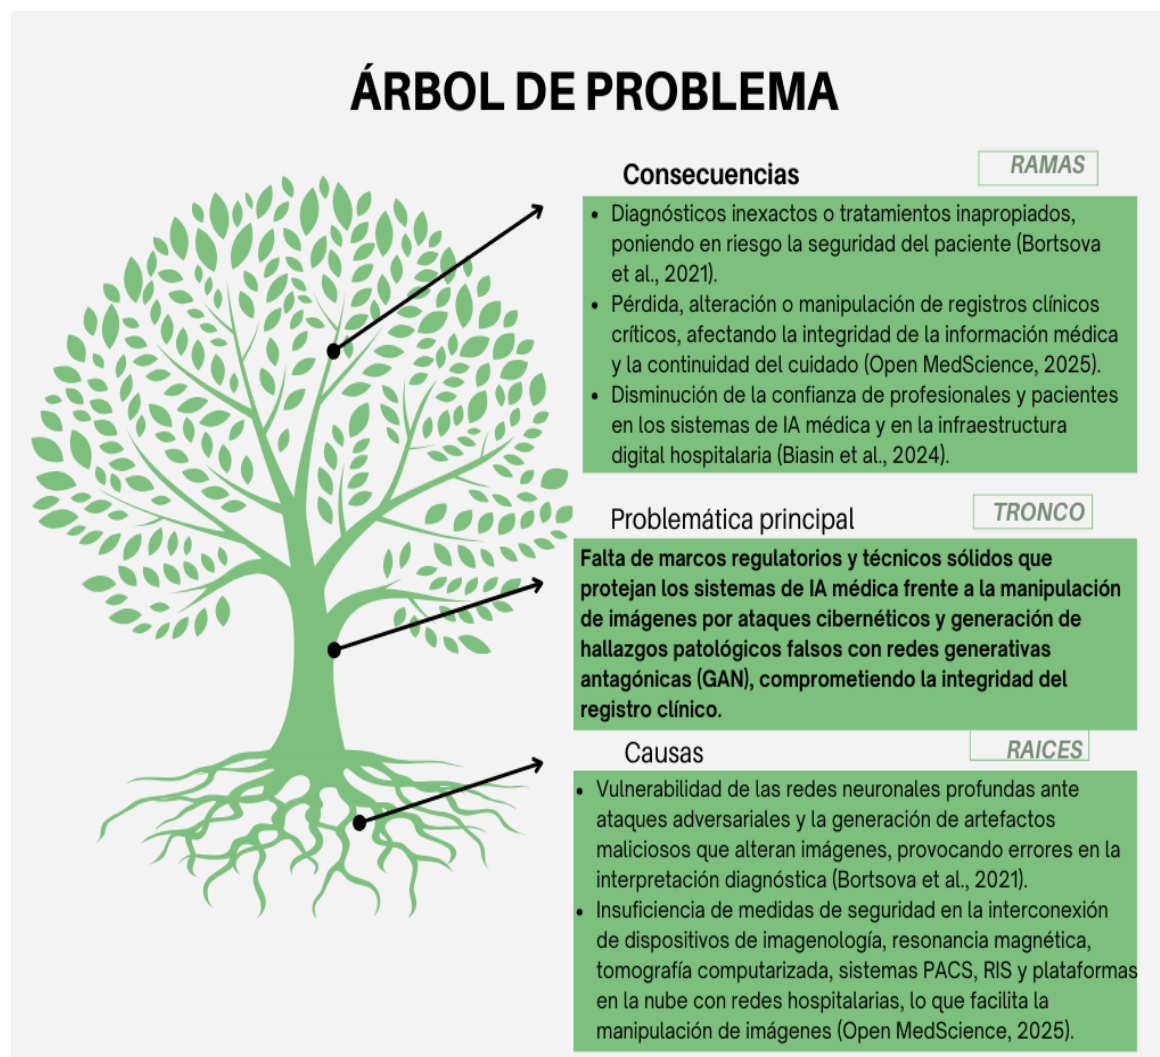 ÁRBOL DE PROBLEMA
Consecuencias
RAMAS
• Diagnósticos inexactos o tratamientos inapropiados,
poniendo en riesgo la seguridad del paciente (Bortsova
et al., 2021).
• Pérdida, alteración o manipulación de registros clínicos
críticos, afectando la integridad de la información médica
y la continuidad del cuidado (Open MedScience, 2025).
• Disminución de la confianza de profesionales y pacientes
en los sistemas de IA médica y en la infraestructura
digital hospitalaria (Biasin et al., 2024).
Problemática principal
TRONCO
Falta de marcos regulatorios y técnicos sólidos que
protejan los sistemas de IA médica frente a la manipulación
de imágenes por ataques cibernéticos y generación de
hallazgos patológicos falsos con redes generativas
antagónicas (GAN), comprometiendo la integridad del
registro clínico.
Causas
RAICES
• Vulnerabilidad de las redes neuronales profundas ante
ataques adversariales y la generación de artefactos
maliciosos que alteran imágenes, provocando errores en la
interpretación diagnóstica (Bortsova et al., 2021).
• Insuficiencia de medidas de seguridad en la interconexión
de dispositivos de imagenología, resonancia magnética,
tomografía computarizada, sistemas PACS, RIS y plataformas
en la nube con redes hospitalarias, lo que facilita la
manipulación de imágenes (Open MedScience, 2025).